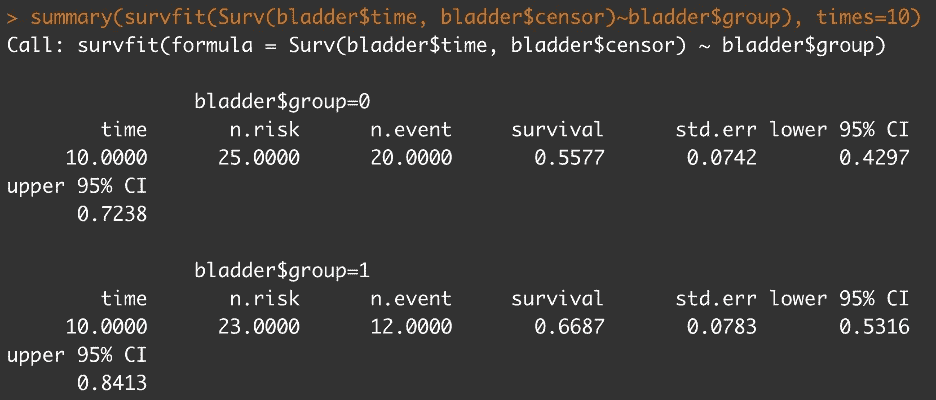 > summary(survfit(Surv(bladder$time, bladder$censor)~bladder$group), times=10)
Call: survfit(formula = Surv(bladder$time, bladder$censor) ~ bladder$group)
bladder$group=0
time n.risk n.event survival std.err lower 95% CI
10.0000 25.0000 20.0000 0.5577 0.0742 0.4297
upper 95% CI
0.7238
bladder$group=1
time n.risk n.event survival std.err lower 95% CI
10.0000 23.0000 12.0000 0.6687 0.0783 0.5316
upper 95% CI
0.8413